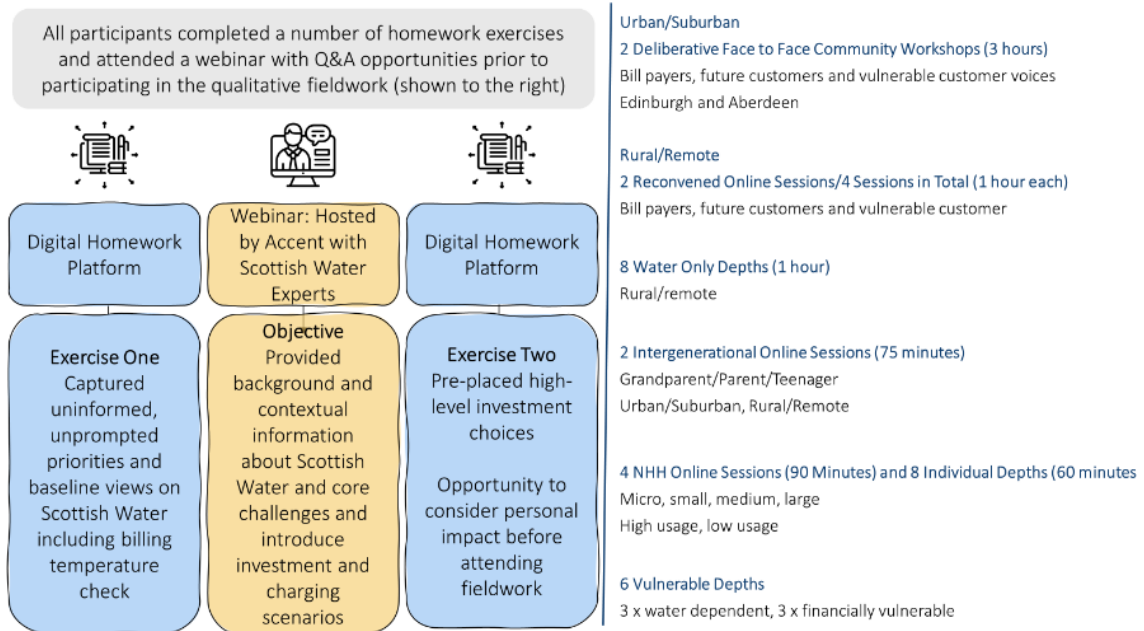 All participants completed a number of homework exercises
and attended a webinar with Q&A opportunities prior to
participating in the qualitative fieldwork (shown to the right)
Digital Homework
Platform
Exercise One
Captured
uninformed,
unprompted
priorities and
baseline views on
Scottish Water
including billing
temperature
check
Webinar: Hosted
by Accent with
Scottish Water
Experts
Objective
Provided
background and
contextual
information
about Scottish
Water and core
challenges and
introduce
investment and
charging
scenarios
Digital Homework
Platform
Exercise Two
Pre-placed high-
level investment
choices
Opportunity to
consider personal
impact before
attending
fieldwork
Urban/Suburban
2 Deliberative Face to Face Community Workshops (3 hours)
Bill payers, future customers and vulnerable customer voices
Edinburgh and Aberdeen
Rural/Remote
2 Reconvened Online Sessions/4 Sessions in Total (1 hour each)
Bill payers, future customers and vulnerable customer
8 Water Only Depths (1 hour)
Rural/remote
2 Intergenerational Online Sessions (75 minutes)
Grandparent/Parent/Teenager
Urban/Suburban, Rural/Remote
4 NHH Online Sessions (90 Minutes) and 8 Individual Depths (60 minutes
Micro, small, medium, large
High usage, low usage
6 Vulnerable Depths
3 x water dependent, 3 x financially vulnerable